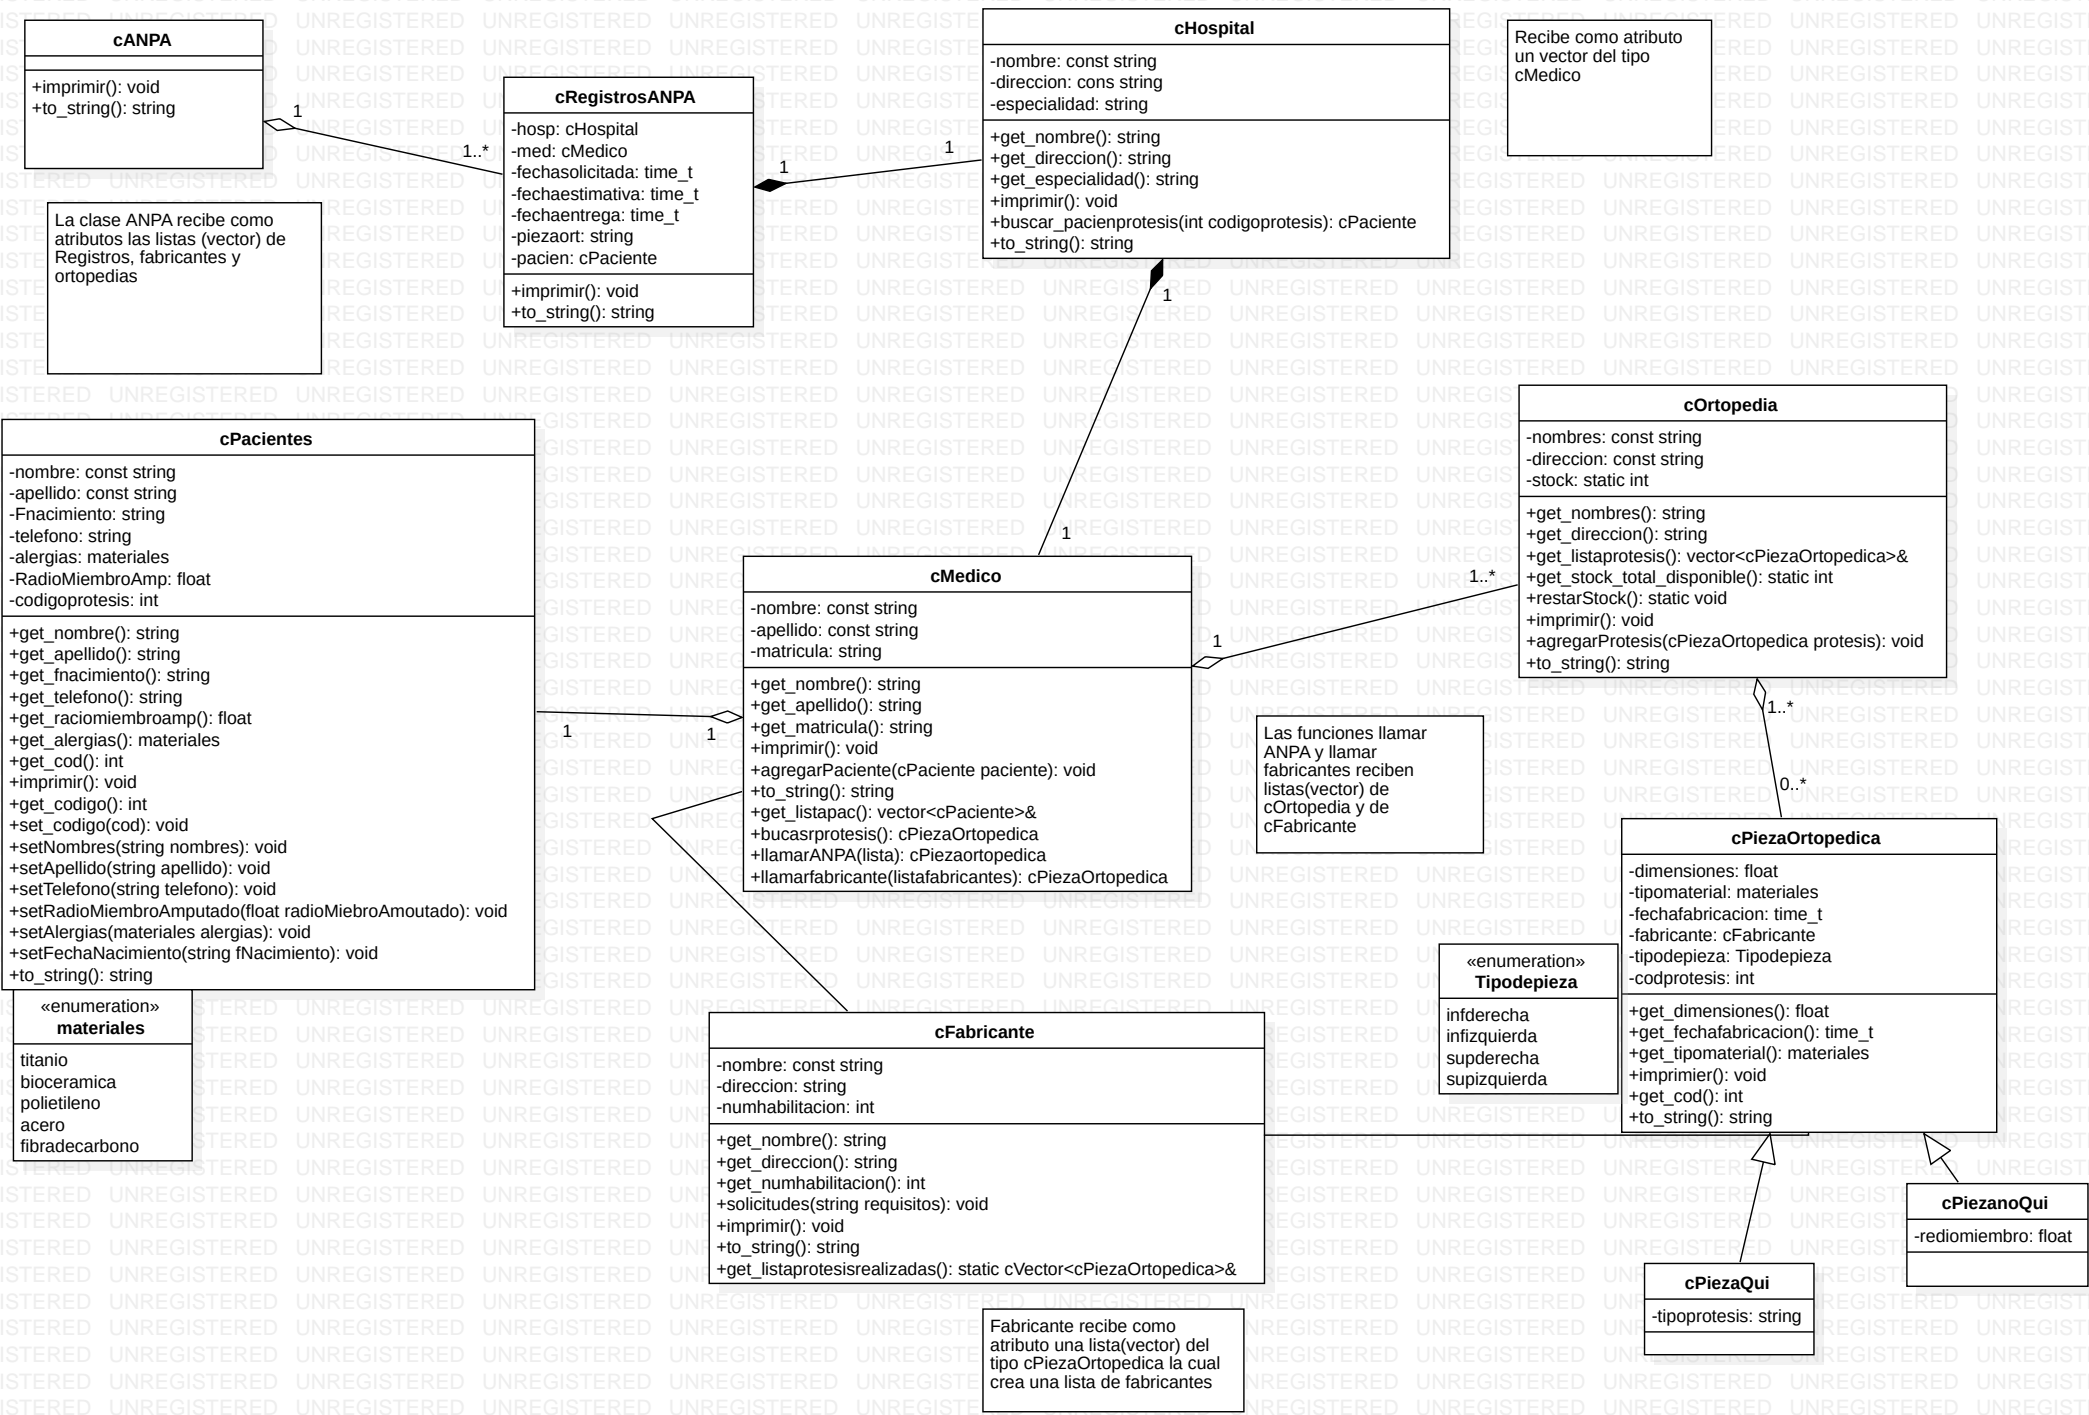 cANPA
+imprimir(): void
+to_string(): string
1
1..*
La clase ANPA recibe como
atributos las listas (vector) de
Registros, fabricantes y
ortopedias
cRegistrosANPA
-hosp: cHospital
-med: cMedico
-fechasolicitada: time_t
-fechaestimativa: time_t
-fechaentrega: time_t
-piezaort: string
-pacien: cPaciente
+imprimir(): void
+to_string(): string
1
1
cHospital
-nombre: const string
-direccion: cons string
-especialidad: string
+get_nombre(): string
+get_direccion(): string
+get_especialidad(): string
+imprimir(): void
+buscar_pacienprotesis(int codigoprotesis): cPaciente
+to_string(): string
1
1
Recibe como atributo
un vector del tipo
cMedico
cPacientes
-nombre: const string
-apellido: const string
-Fnacimiento: string
-telefono: string
-alergias: materiales
-RadioMiembroAmp: float
-codigoprotesis: int
+get_nombre(): string
+get_apellido(): string
+get_fnacimiento(): string
+get_telefono(): string
+get_raciomiembroamp(): float
+get_alergias(): materiales
+get_cod(): int
+imprimir(): void
+get_codigo(): int
+set_codigo(cod): void
+setNombres(string nombres): void
+setApellido(string apellido): void
+setTelefono(string telefono): void
+setRadioMiembroAmputado(float radioMiebroAmoutado): void
+setAlergias(materiales alergias): void
+setFechaNacimiento(string fNacimiento): void
+to_string(): string
«enumeration»
materiales
titanio
bioceramica
polietileno
acero
fibradecarbono
1
1
cMedico
-nombre: const string
-apellido: const string
-matricula: string
+get_nombre(): string
+get_apellido(): string
+get_matricula(): string
+imprimir(): void
+agregarPaciente(cPaciente paciente): void
+to_string(): string
+get_listapac(): vector<cPaciente>&
+bucasrprotesis(): cPiezaOrtopedica
+llamarANPA(lista): cPiezaortopedica
+llamarfabricante(listafabricantes): cPiezaOrtopedica
1
1..*
Las funciones llamar
ANPA y llamar
fabricantes reciben
listas(vector) de
cOrtopedia y de
cFabricante
cOrtopedia
-nombres: const string
-direccion: const string
-stock: static int
+get_nombres(): string
+get_direccion(): string
+get_listaprotesis(): vector<cPiezaOrtopedica>&
+get_stock_total_disponible(): static int
+restarStock(): static void
+imprimir(): void
+agregarProtesis(cPiezaOrtopedica protesis): void
+to_string(): string
1..*
0..*
cPiezaOrtopedica
-dimensiones: float
-tipomaterial: materiales
-fechafabricacion: time_t
-fabricante: cFabricante
-tipodepieza: Tipodepieza
-codprotesis: int
+get_dimensiones(): float
+get_fechafabricacion(): time_t
+get_tipomaterial(): materiales
+imprimier(): void
+get_cod(): int
+to_string(): string
«enumeration»
Tipodepieza
infderecha
infizquierda
supderecha
supizquierda
cFabricante
-nombre: const string
-direccion: string
-numhabilitacion: int
+get_nombre(): string
+get_direccion(): string
+get_numhabilitacion(): int
+solicitudes(string requisitos): void
+imprimir(): void
+to_string(): string
+get_listaprotesisrealizadas(): static cVector<cPiezaOrtopedica>&
Fabricante recibe como
atributo una lista(vector) del
tipo cPiezaOrtopedica la cual
crea una lista de fabricantes
cPiezaQui
-tipoprotesis: string
cPiezanoQui
-rediomiembro: float
UNREGISTERED